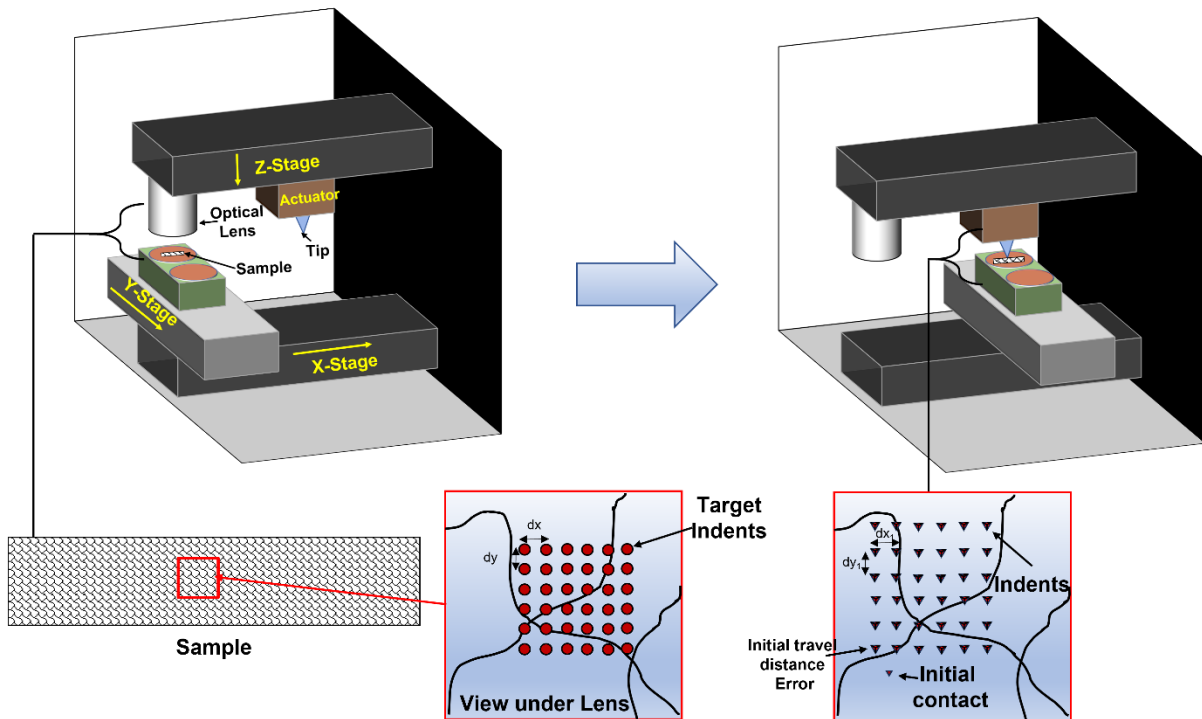 Z-Stage
Actuator
Optical
Lens
Tip
Sample
Y-Stage
X-Stage
Sample
dx
dy
Target
Indents
View under Lens
dx₁
dy₁
Indents
Initial travel
distance
Error
Initial
contact